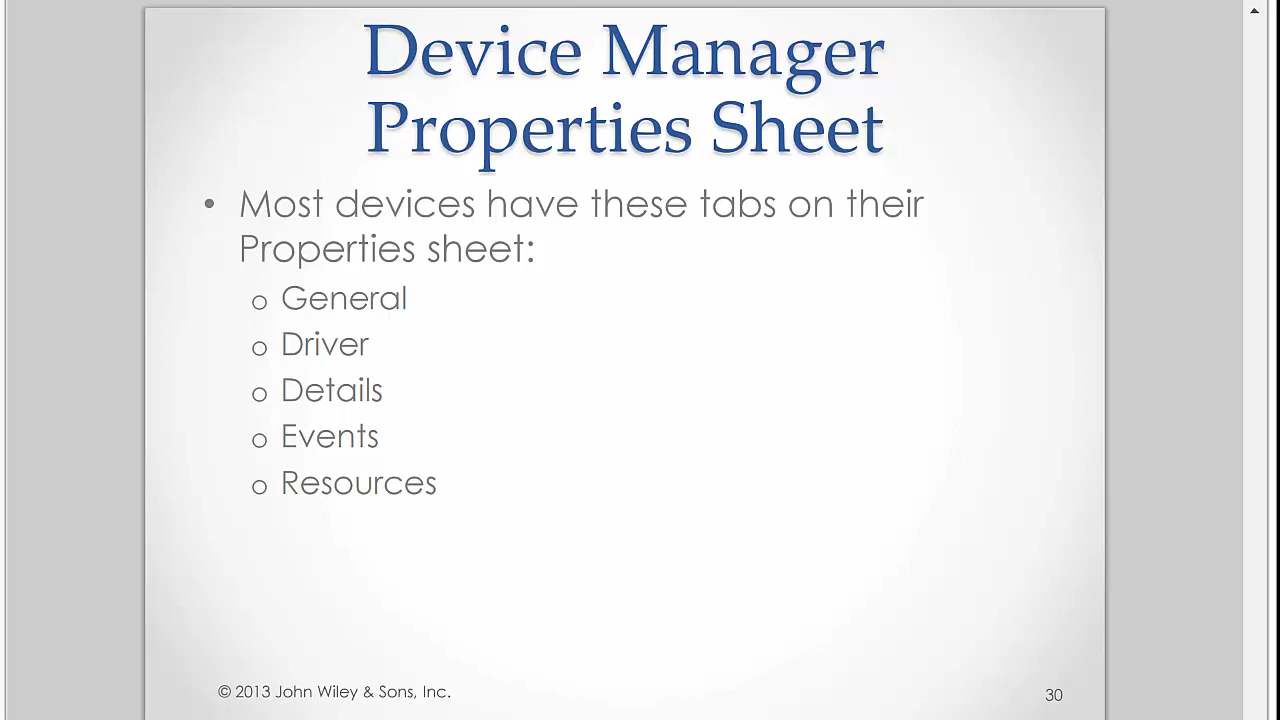 Device Manager
Properties Sheet
• Most devices have these tabs on their
Properties sheet:
o General
o Driver
o Details
o Events
o Resources
© 2013 John Wiley & Sons, Inc.
30